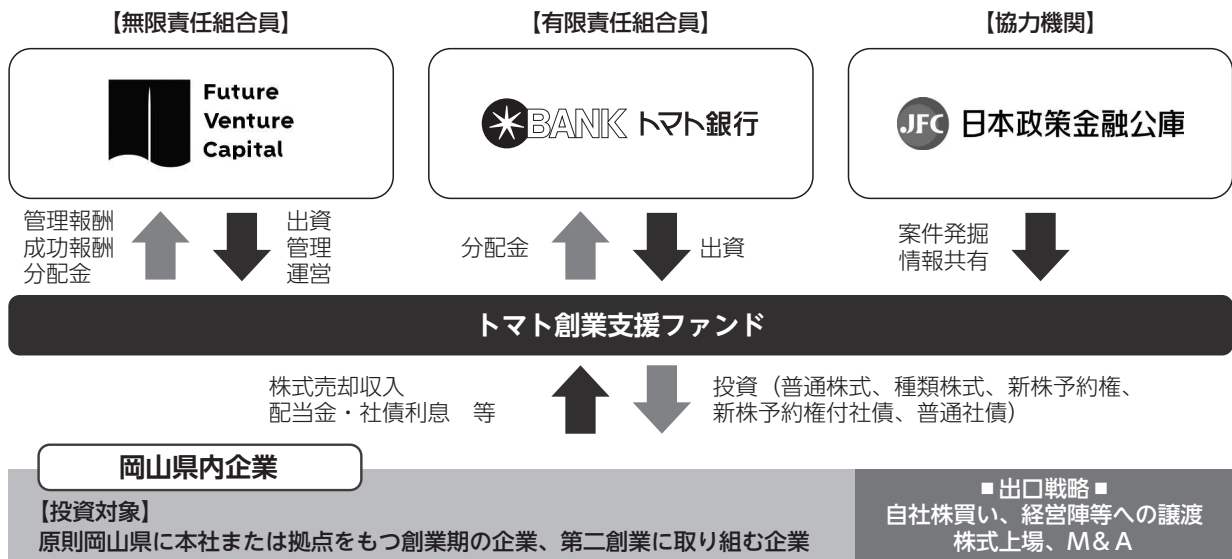 【無限責任組合員】
Future
Venture
Capital
【有限責任組合員】
BANK トマト銀行
【協力機関】
JFC 日本政策金融公庫
管理報酬
成功報酬
分配金
出資
管理
運営
分配金
出資
案件発掘
情報共有
トマト創業支援ファンド
株式売却収入
配当金・社債利息 等
投資(普通株式、種類株式、新株予約権、
新株予約権付社債、普通社債)
岡山県内企業
【投資対象】
原則岡山県に本社または拠点をもつ創業期の企業、第二創業に取り組む企業
■出口戦略■
自社株買い、経営陣等への譲渡
株式上場、M&A